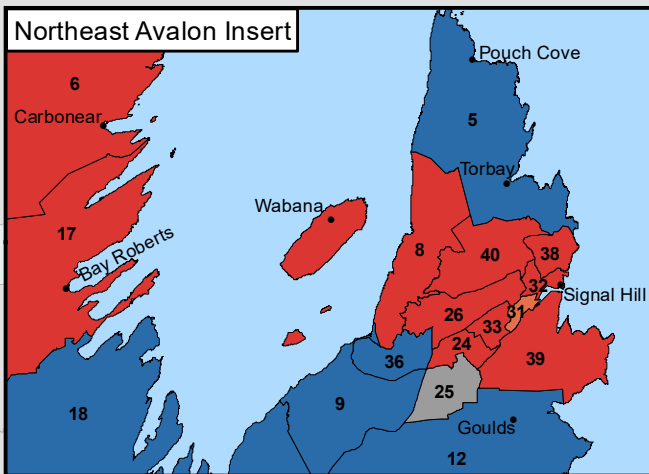 Northeast Avalon Insert
Pouch Cove
6
Carbonear
5
Torbay
Wabana
17
8
40
38
Bay Roberts
32
Signal Hill
31
26
33
24
39
36
25
9
18
Goulds
12